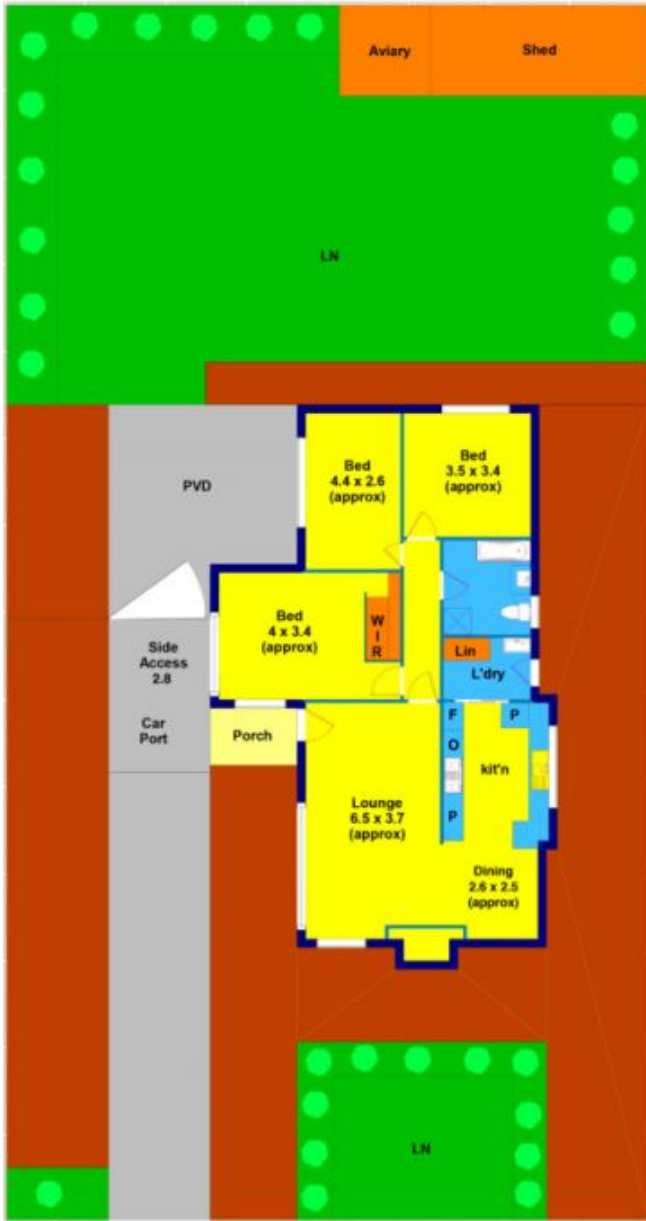 Aviary
Shed
LN
PVD
Bed
4.4 x 2.6
(approx)
Bed
3.5 x 3.4
(approx)
Bed
4 x 3.4
(approx)
W
I
R
Side
Access
2.8
Car
Port
Porch
Lin
L'dry
F
O
P
P
kit'n
Lounge
6.5 x 3.7
(approx)
Dining
2.6 x 2.5
(approx)
LN